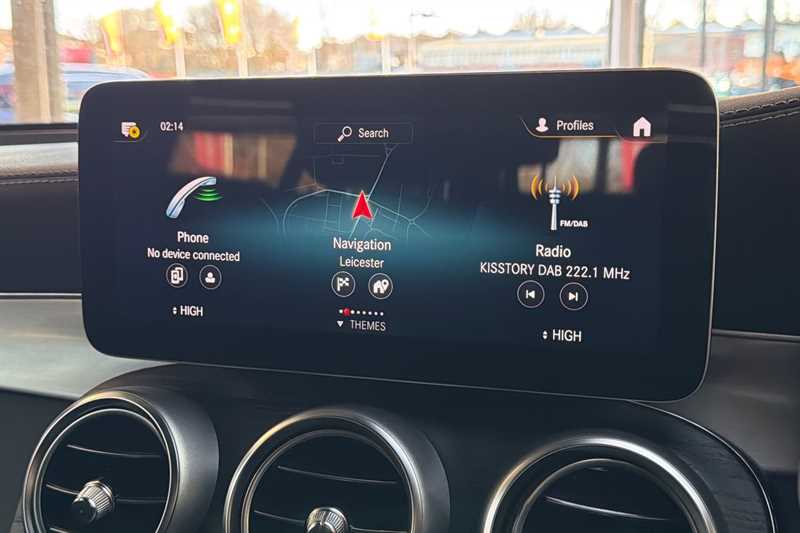 02:14
Search
Profiles
Phone
No device connected
HIGH
Navigation
Leicester
THEMES
FM/DAB
Radio
KISSTORY DAB 222.1 MHz
HIGH